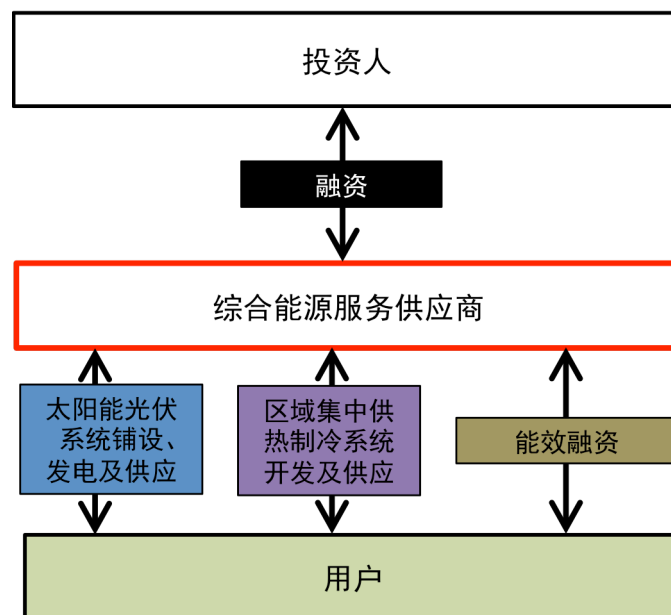 投资人
融资
综合能源服务供应商
太阳能光伏
系统铺设、
发电及供应
区域集中供
热制冷系统
开发及供应
能效融资
用户